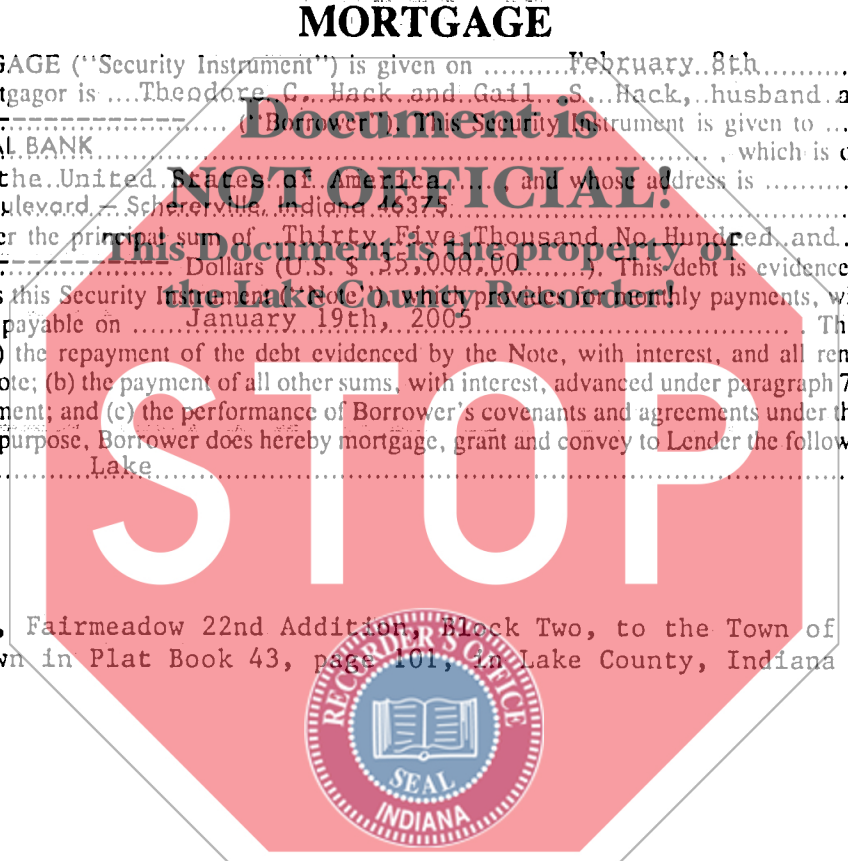 MORTGAGE
GAGE ("Security Instrument") is given on February 8th
tgagor is Theodore C. Hack and Gail S. Hack, husband a
("Borrower"). This Security Instrument is given to
Document is
AL BANK , which is o
the United States of America , and whose address is
NOT OFFICIAL!
ulevard — Schererville, Indiana 46375
er the principal sum of Thirty Five Thousand No Hundred and
This Document is the property of
Dollars (U.S. $ 35,000.00 ). This debt is evidence
the Lake County Recorder!
s this Security Instrument ("Note"), which provides for monthly payments, wi
payable on January 19th, 2005 . Th
) the repayment of the debt evidenced by the Note, with interest, and all ren
ote; (b) the payment of all other sums, with interest, advanced under paragraph 7
ment; and (c) the performance of Borrower's covenants and agreements under th
purpose, Borrower does hereby mortgage, grant and convey to Lender the follow
Lake
STOP
, Fairmeadow 22nd Addition, Block Two, to the Town of
wn in Plat Book 43, page 101, in Lake County, Indiana
RECORDER'S OFFICE
SEAL
INDIANA